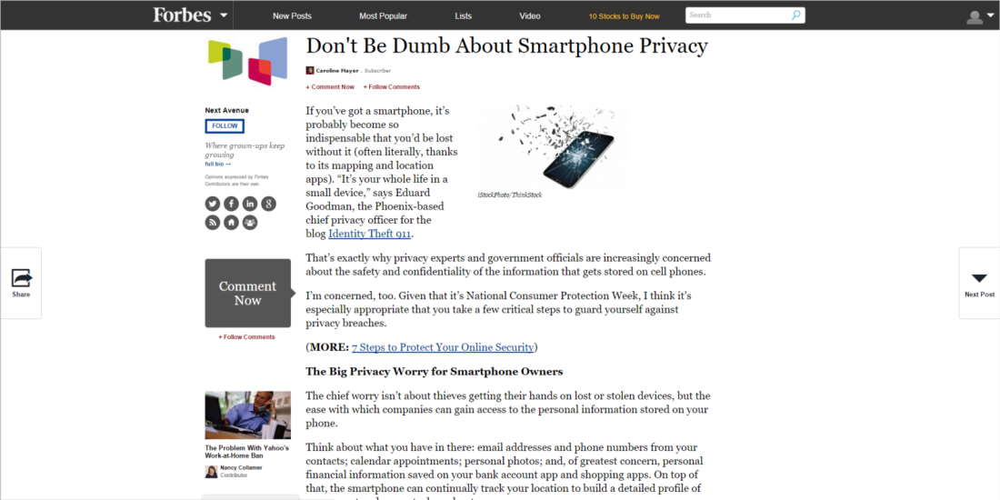 Forbes
New Posts
Most Popular
Lists
Video
10 Stocks to Buy Now
Search
Don't Be Dumb About Smartphone Privacy
Caroline Mayer , Subscriber
+ Comment Now + Follow Comments
Next Avenue
FOLLOW
Where grown-ups keep
growing
full bio →
Opinions expressed by Forbes
Contributors are their own.
Share
Comment
Now
+ Follow Comments
The Problem With Yahoo's
Work-at-Home Ban
Nancy Collamer
Contributor
If you've got a smartphone, it's
probably become so
indispensable that you'd be lost
without it (often literally, thanks
to its mapping and location
apps). “It's your whole life in a
small device,” says Eduard
Goodman, the Phoenix-based
chief privacy officer for the
blog Identity Theft 911.
iStockPhoto/ThinkStock
That's exactly why privacy experts and government officials are increasingly concerned
about the safety and confidentiality of the information that gets stored on cell phones.
I'm concerned, too. Given that it's National Consumer Protection Week, I think it's
especially appropriate that you take a few critical steps to guard yourself against
privacy breaches.
(MORE: 7 Steps to Protect Your Online Security)
The Big Privacy Worry for Smartphone Owners
The chief worry isn't about thieves getting their hands on lost or stolen devices, but the
ease with which companies can gain access to the personal information stored on your
phone.
Think about what you have in there: email addresses and phone numbers from your
contacts; calendar appointments; personal photos; and, of greatest concern, personal
financial information saved on your bank account app and shopping apps. On top of
that, the smartphone can continually track your location to build a detailed profile of
Next Post